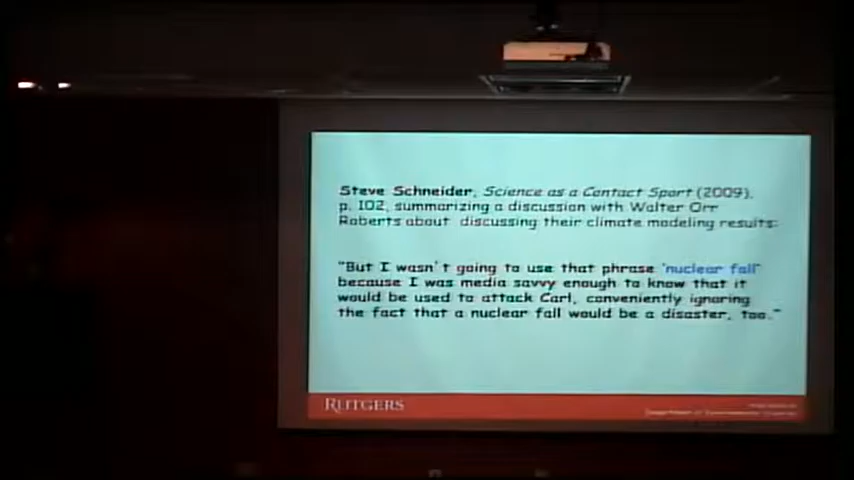 Steve Schneider, Science as a Contact Sport (2009),
p. 102, summarizing a discussion with Walter Orr
Roberts about discussing their climate modeling results:
"But I wasn't going to use that phrase 'nuclear fall'
because I was media savvy enough to know that it
would be used to attack Carl, conveniently ignoring
the fact that a nuclear fall would be a disaster, too."
RUTGERS